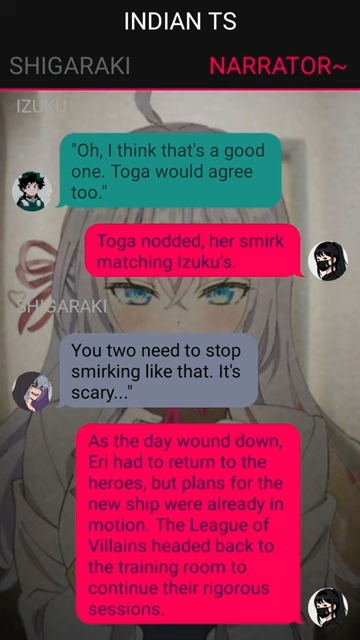 INDIAN TS
SHIGARAKI
NARRATOR~
IZUKU
"Oh, I think that's a good
one. Toga would agree
too."
Toga nodded, her smirk
matching Izuku's.
SHIGARAKI
You two need to stop
smirking like that. It's
scary..."
As the day wound down,
Eri had to return to the
heroes, but plans for the
new ship were already in
motion. The League of
Villains headed back to
the training room to
continue their rigorous
sessions.